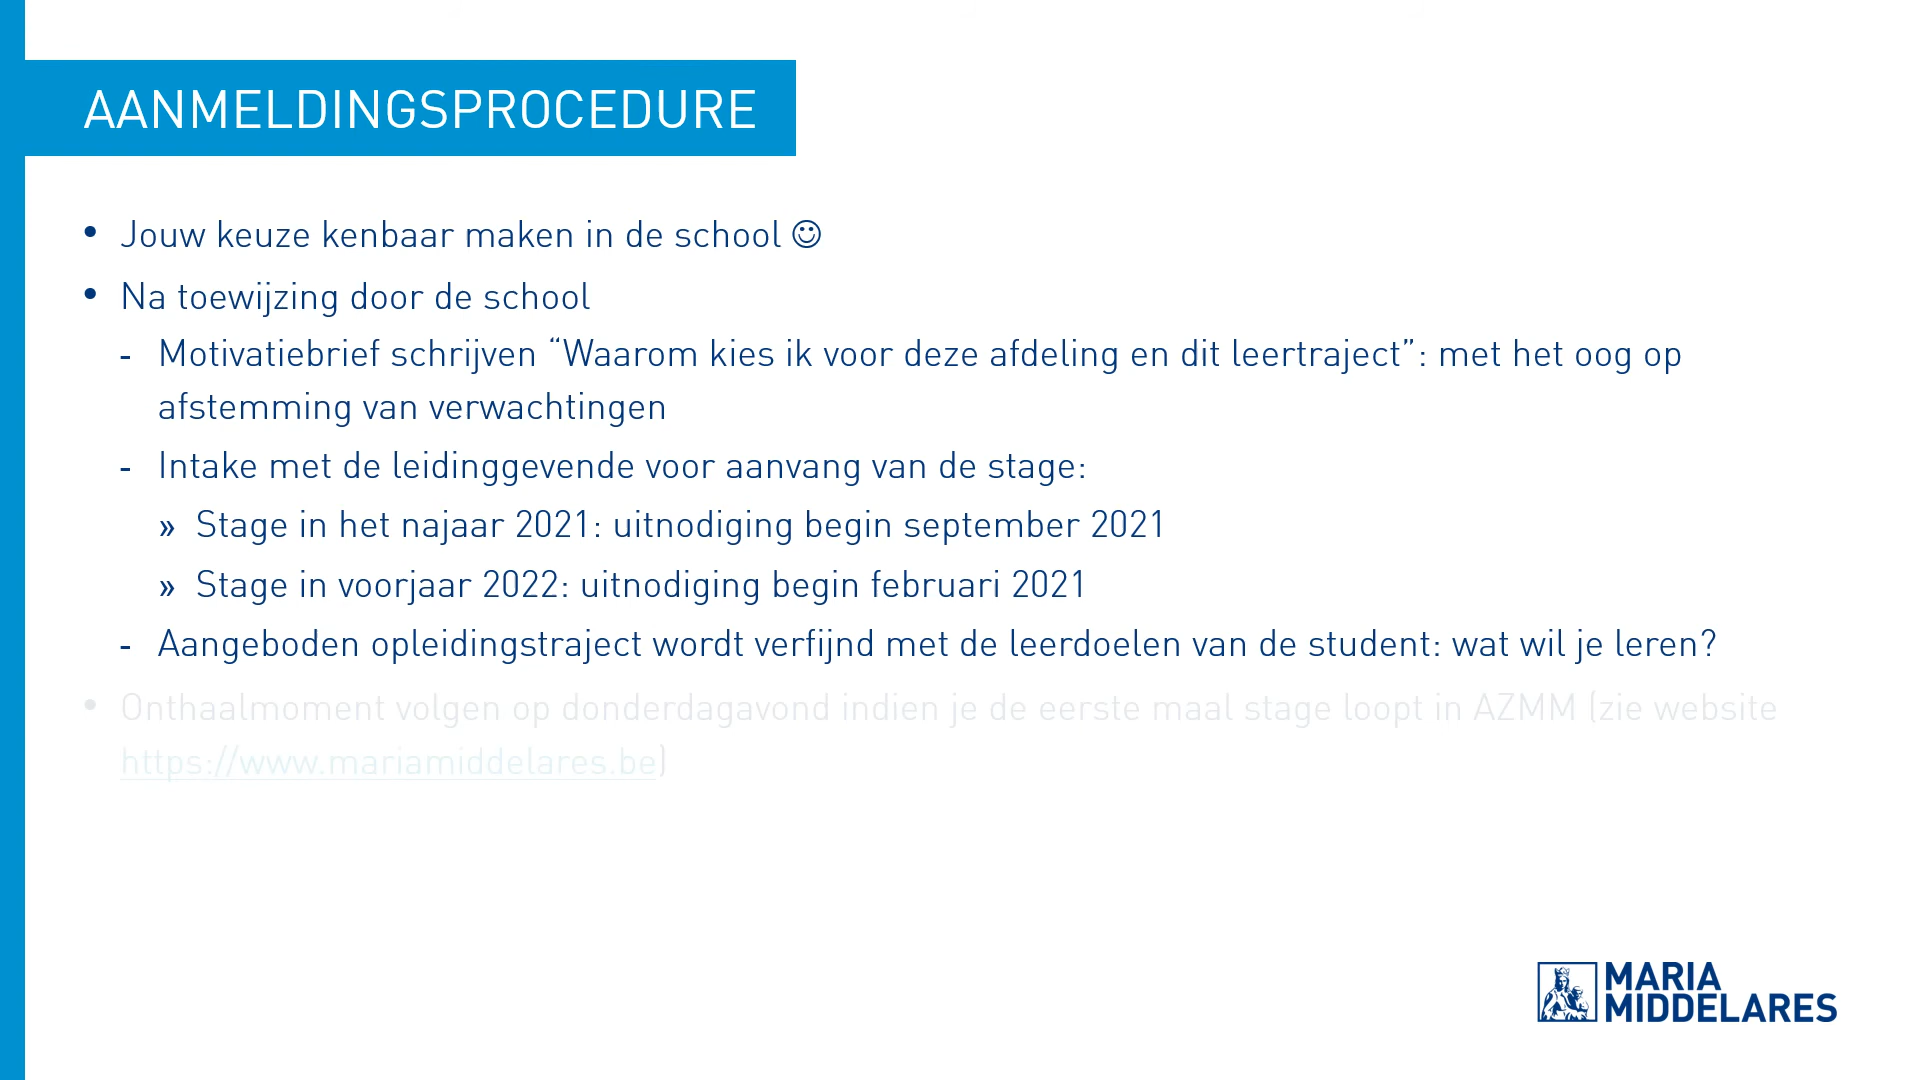 AANMELDINGSPROCEDURE
• Jouw keuze kenbaar maken in de school ☺
• Na toewijzing door de school
- Motivatiebrief schrijven “Waarom kies ik voor deze afdeling en dit leertraject”: met het oog op
afstemming van verwachtingen
- Intake met de leidinggevende voor aanvang van de stage:
» Stage in het najaar 2021: uitnodiging begin september 2021
» Stage in voorjaar 2022: uitnodiging begin februari 2021
- Aangeboden opleidingstraject wordt verfijnd met de leerdoelen van de student: wat wil je leren?
• Onthaalmoment volgen op donderdagavond indien je de eerste maal stage loopt in AZMM (zie website
https://www.mariamiddelares.be)
MARIA
MIDDELARES